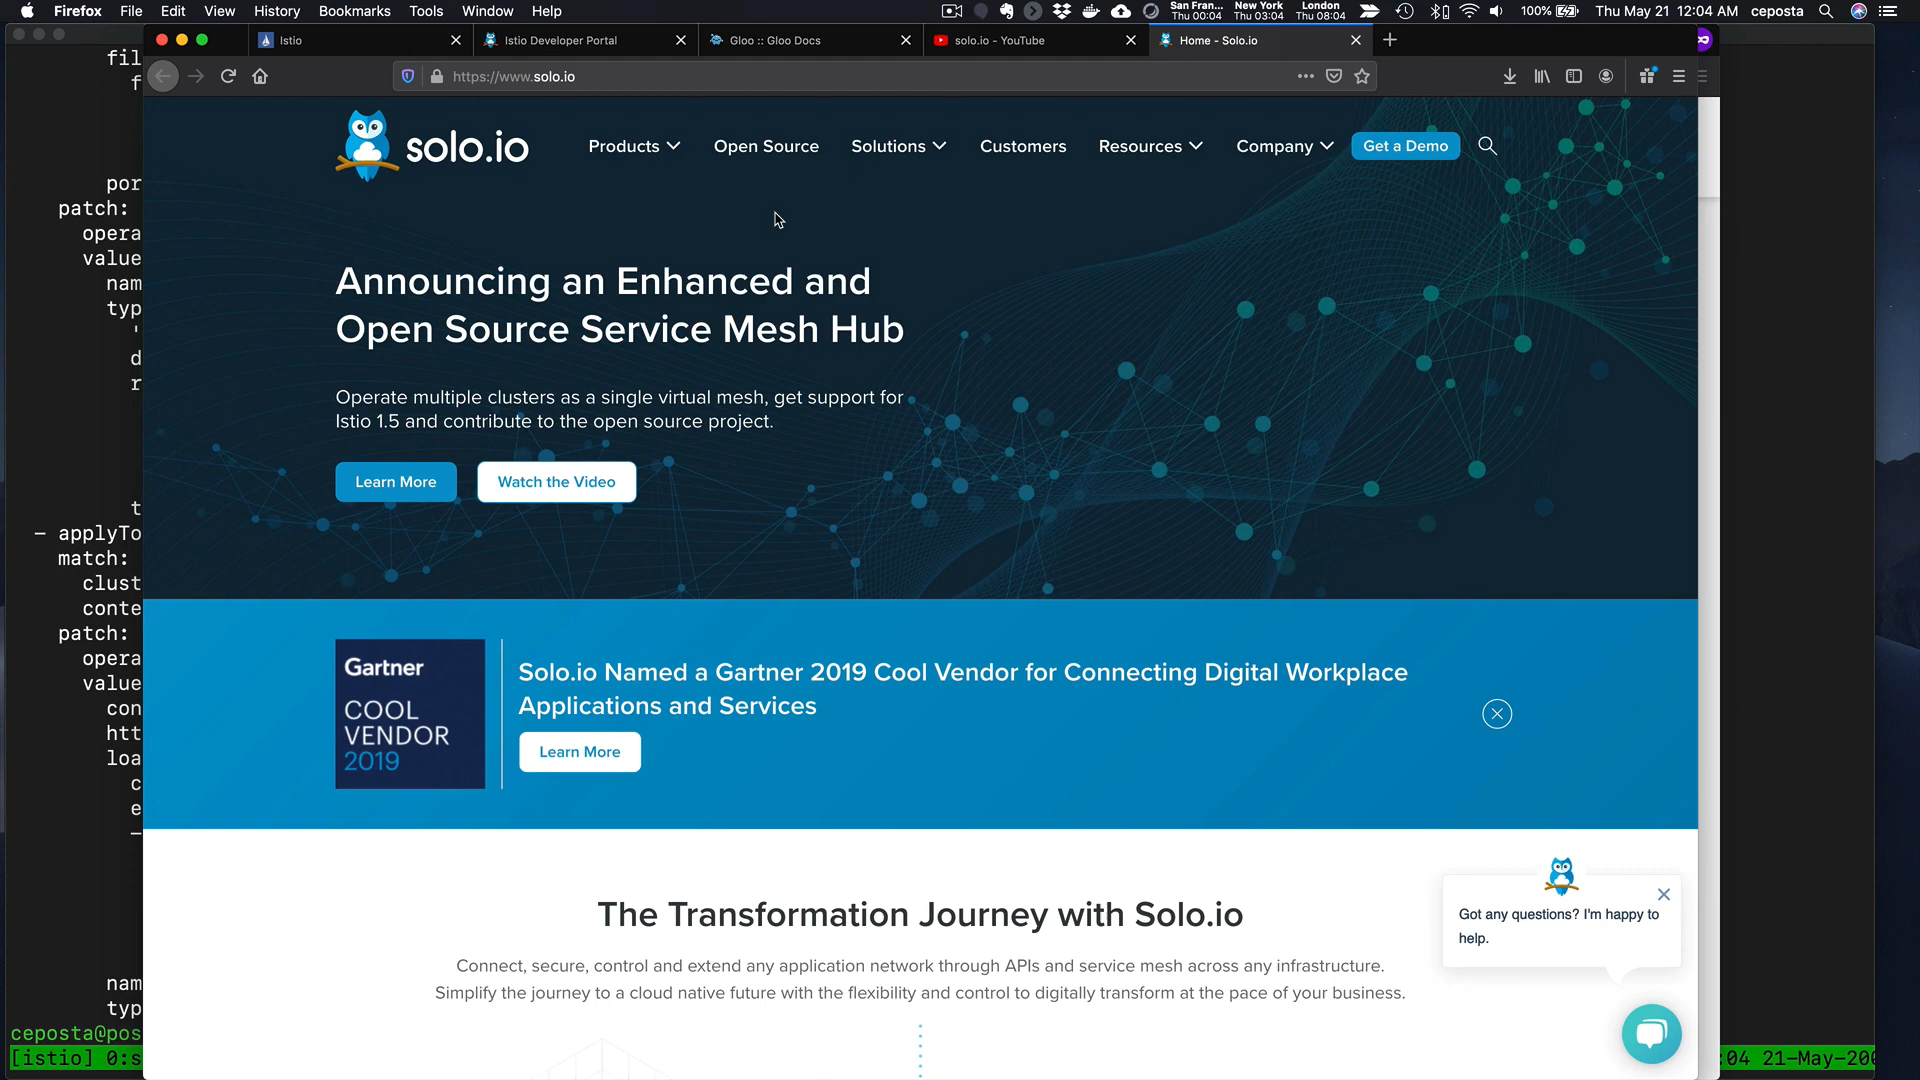 Firefox File Edit View History Bookmarks Tools Window Help
San Fran... Thu 00:04 New York Thu 03:04 London Thu 08:04 100% Thu May 21 12:04 AM ceposta
Istio
Istio Developer Portal
Gloo :: Gloo Docs
solo.io - YouTube
Home - Solo.io
https://www.solo.io
solo.io
Products
Open Source
Solutions
Customers
Resources
Company
Get a Demo
Announcing an Enhanced and
Open Source Service Mesh Hub
Operate multiple clusters as a single virtual mesh, get support for
Istio 1.5 and contribute to the open source project.
Learn More
Watch the Video
Gartner
COOL
VENDOR
2019
Solo.io Named a Gartner 2019 Cool Vendor for Connecting Digital Workplace
Applications and Services
Learn More
The Transformation Journey with Solo.io
Connect, secure, control and extend any application network through APIs and service mesh across any infrastructure.
Simplify the journey to a cloud native future with the flexibility and control to digitally transform at the pace of your business.
Got any questions? I'm happy to
help.
fil
f
por
patch:
opera
value
nam
typ
'
d
r
t
- applyTo
match:
clust
conte
patch:
opera
value
con
htt
loa
c
e
-
nam
typ
ceposta@pos
[istio] 0:s
:04 21-May-20